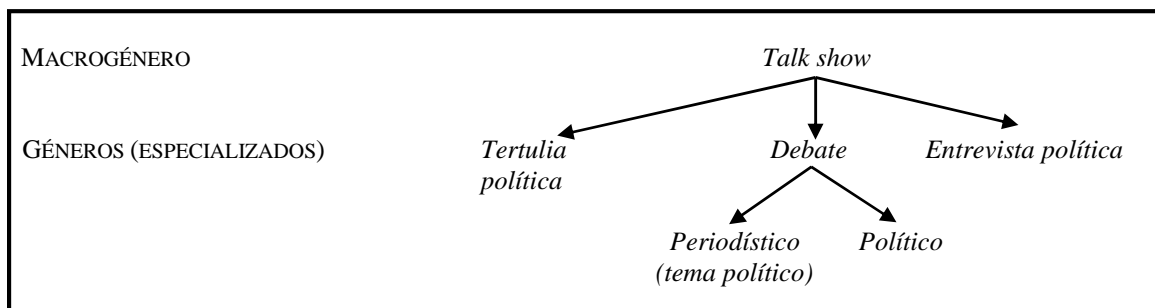 MACROGÉNERO Talk show
GÉNEROS (ESPECIALIZADOS) Tertulia Debate Entrevista política
política
Periodístico Político
(tema político)